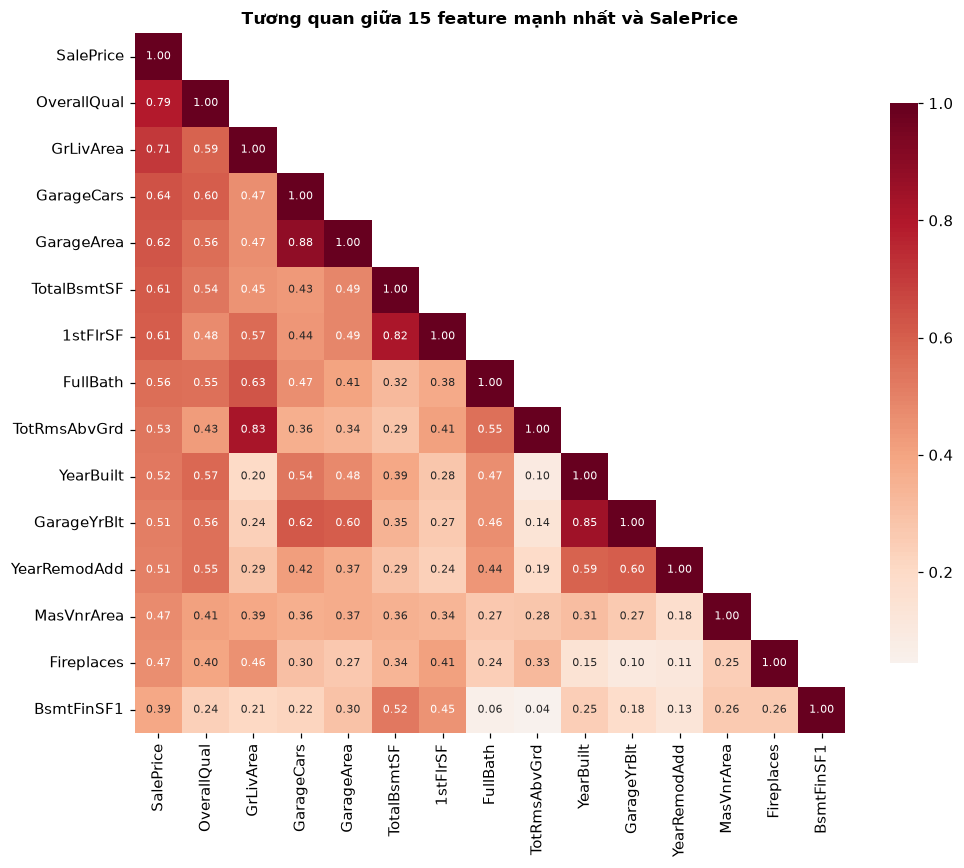 Tương quan giữa 15 feature mạnh nhất và SalePrice
SalePrice 1.00
OverallQual 0.79 1.00
GrLivArea 0.71 0.59 1.00
GarageCars 0.64 0.60 0.47 1.00
GarageArea 0.62 0.56 0.47 0.88 1.00
TotalBsmtSF 0.61 0.54 0.45 0.43 0.49 1.00
1stFlrSF 0.61 0.48 0.57 0.44 0.49 0.82 1.00
FullBath 0.56 0.55 0.63 0.47 0.41 0.32 0.38 1.00
TotRmsAbvGrd 0.53 0.43 0.83 0.36 0.34 0.29 0.41 0.55 1.00
YearBuilt 0.52 0.57 0.20 0.54 0.48 0.39 0.28 0.47 0.10 1.00
GarageYrBlt 0.51 0.56 0.24 0.62 0.60 0.35 0.27 0.46 0.14 0.85 1.00
YearRemodAdd 0.51 0.55 0.29 0.42 0.37 0.29 0.24 0.44 0.19 0.59 0.60 1.00
MasVnrArea 0.47 0.41 0.39 0.36 0.37 0.36 0.34 0.27 0.28 0.31 0.27 0.18 1.00
Fireplaces 0.47 0.40 0.46 0.30 0.27 0.34 0.41 0.24 0.33 0.15 0.10 0.11 0.25 1.00
BsmtFinSF1 0.39 0.24 0.21 0.22 0.30 0.52 0.45 0.06 0.04 0.25 0.18 0.13 0.26 0.26 1.00
SalePrice
OverallQual
GrLivArea
GarageCars
GarageArea
TotalBsmtSF
1stFlrSF
FullBath
TotRmsAbvGrd
YearBuilt
GarageYrBlt
YearRemodAdd
MasVnrArea
Fireplaces
BsmtFinSF1
1.0
0.8
0.6
0.4
0.2